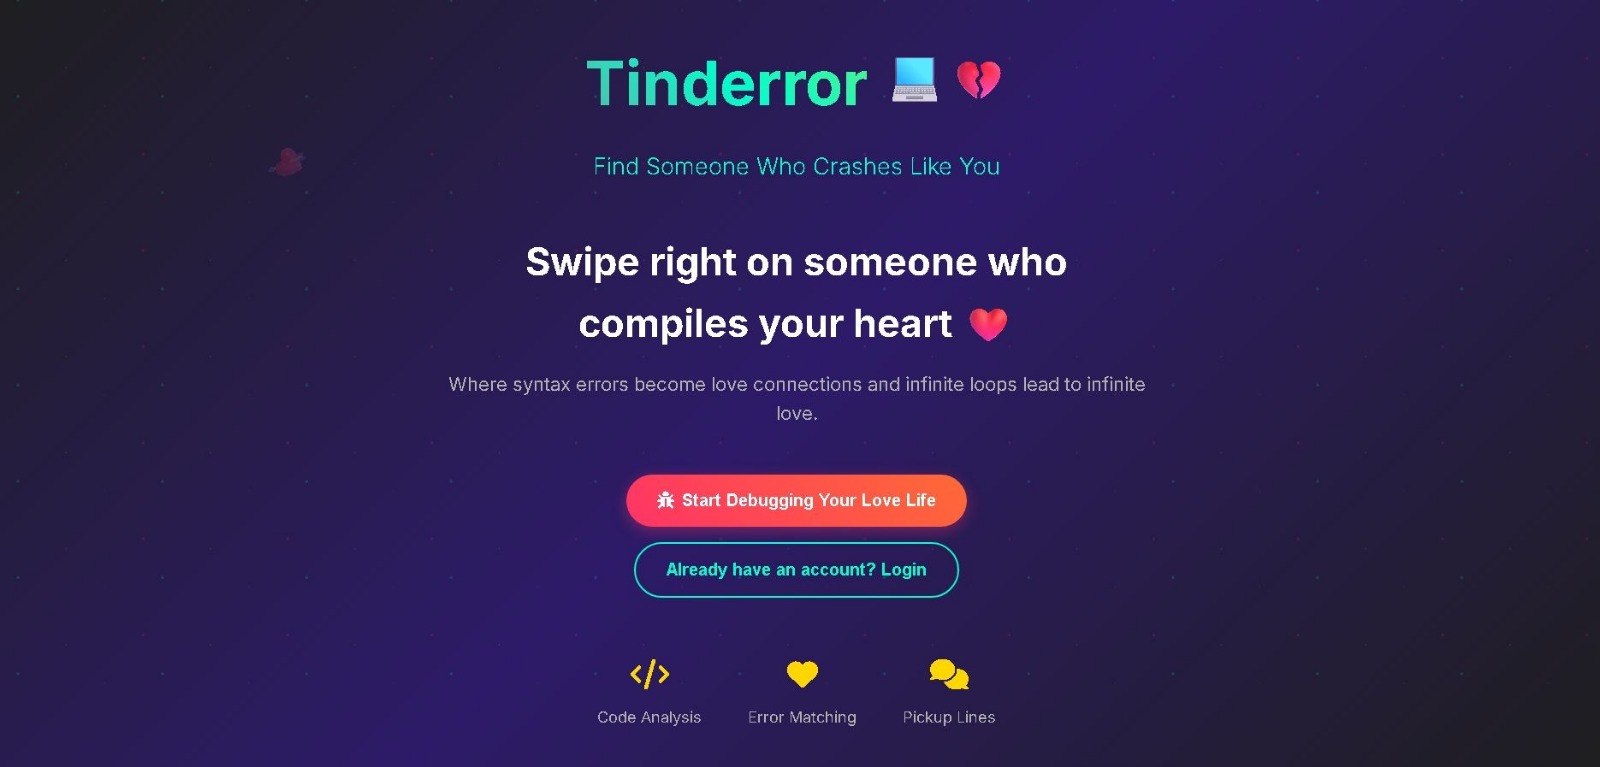 Tinderror 💻 💔
Find Someone Who Crashes Like You
Swipe right on someone who
compiles your heart ❤️
Where syntax errors become love connections and infinite loops lead to infinite
love.
Start Debugging Your Love Life
Already have an account? Login
Code Analysis
Error Matching
Pickup Lines